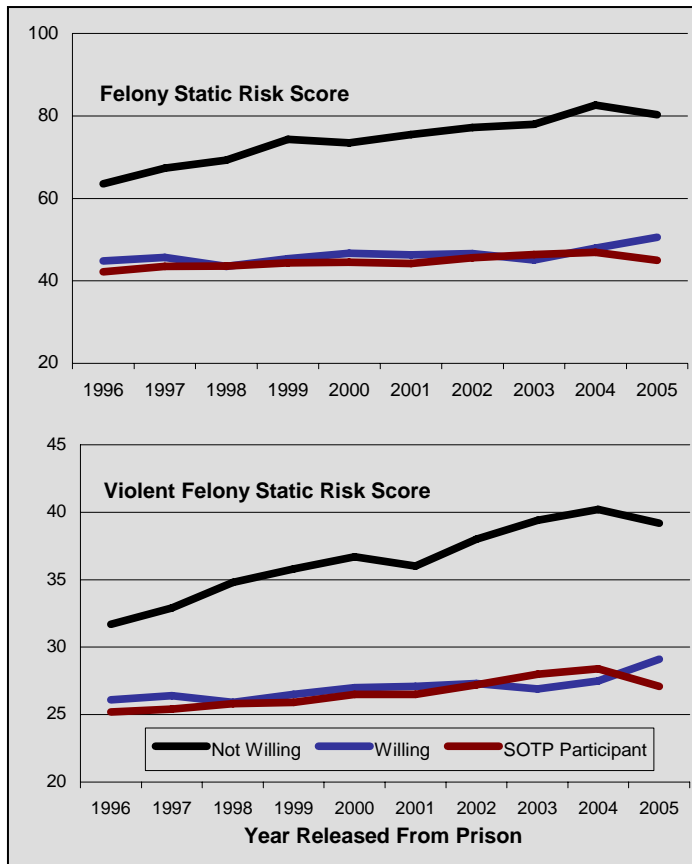 100
Felony Static Risk Score
80
60
40
20
1996 1997 1998 1999 2000 2001 2002 2003 2004 2005
45
Violent Felony Static Risk Score
40
35
30
25
Not Willing Willing SOTP Participant
20
1996 1997 1998 1999 2000 2001 2002 2003 2004 2005
Year Released From Prison